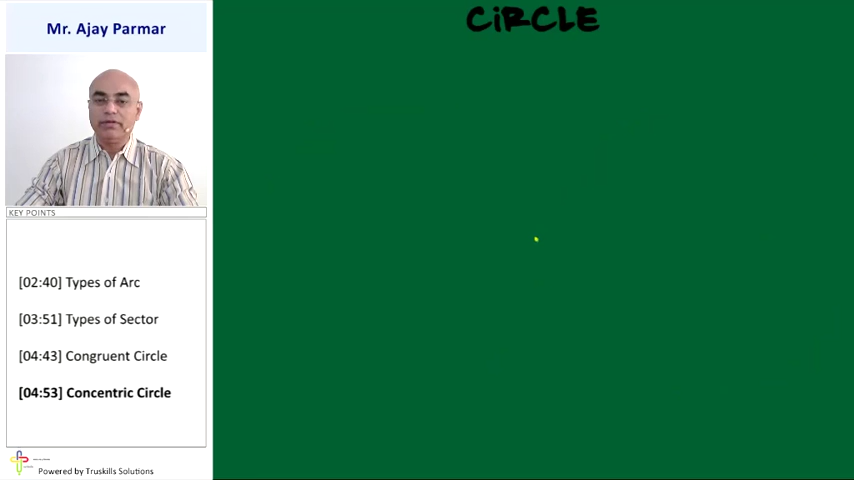 Mr. Ajay Parmar
CIRCLE
KEY POINTS
[02:40] Types of Arc
[03:51] Types of Sector
[04:43] Congruent Circle
[04:53] Concentric Circle
Powered by Truskills Solutions